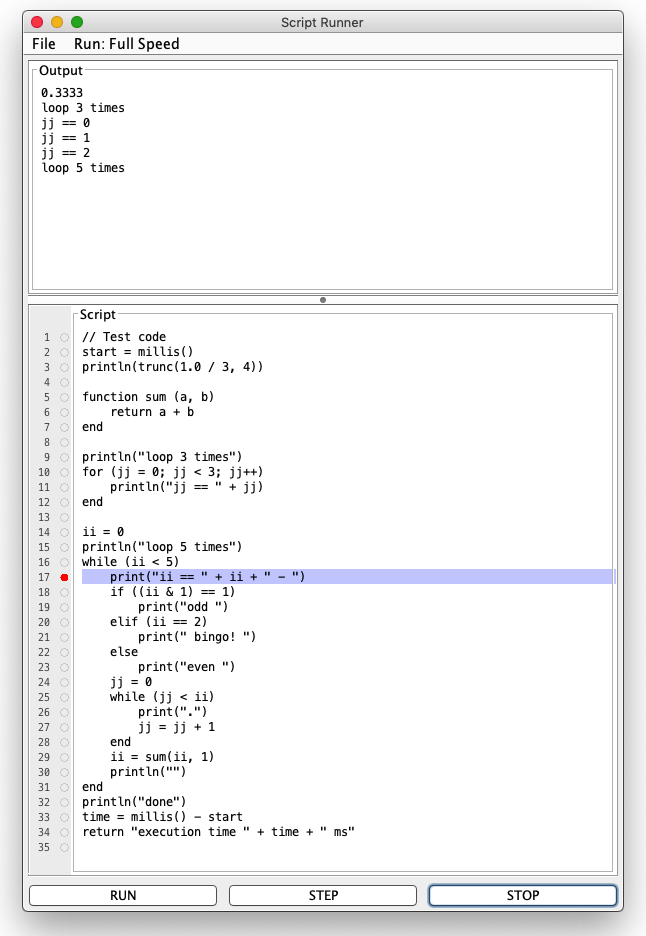 Script Runner
File Run: Full Speed
Output
0.3333
loop 3 times
jj == 0
jj == 1
jj == 2
loop 5 times
Script
1 // Test code
2 start = millis()
3 println(trunc(1.0 / 3, 4))
4
5 function sum (a, b)
6     return a + b
7 end
8
9 println("loop 3 times")
10 for (jj = 0; jj < 3; jj++)
11     println("jj == " + jj)
12 end
13
14 ii = 0
15 println("loop 5 times")
16 while (ii < 5)
17     print("ii == " + ii + " - ")
18     if ((ii & 1) == 1)
19         print("odd ")
20     elif (ii == 2)
21         print(" bingo! ")
22     else
23         print("even ")
24     jj = 0
25     while (jj < ii)
26         print(".")
27         jj = jj + 1
28     end
29     ii = sum(ii, 1)
30     println("")
31 end
32 println("done")
33 time = millis() - start
34 return "execution time " + time + " ms"
35
RUN STEP STOP